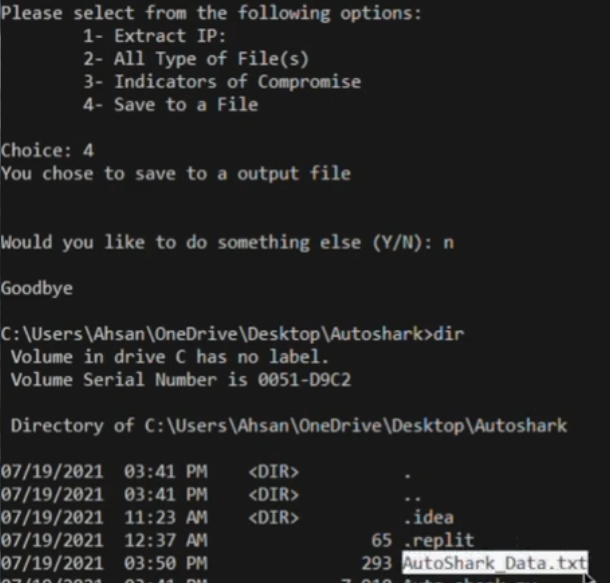 Please select from the following options:
1- Extract IP:
2- All Type of File(s)
3- Indicators of Compromise
4- Save to a File
Choice: 4
You chose to save to a output file
Would you like to do something else (Y/N): n
Goodbye
C:\Users\Ahsan\OneDrive\Desktop\Autoshark>dir
Volume in drive C has no label.
Volume Serial Number is 0051-D9C2
Directory of C:\Users\Ahsan\OneDrive\Desktop\Autoshark
07/19/2021 03:41 PM <DIR> .
07/19/2021 03:41 PM <DIR> ..
07/19/2021 11:23 AM <DIR> .idea
07/19/2021 12:37 AM 65 .replit
07/19/2021 03:50 PM 293 AutoShark_Data.txt